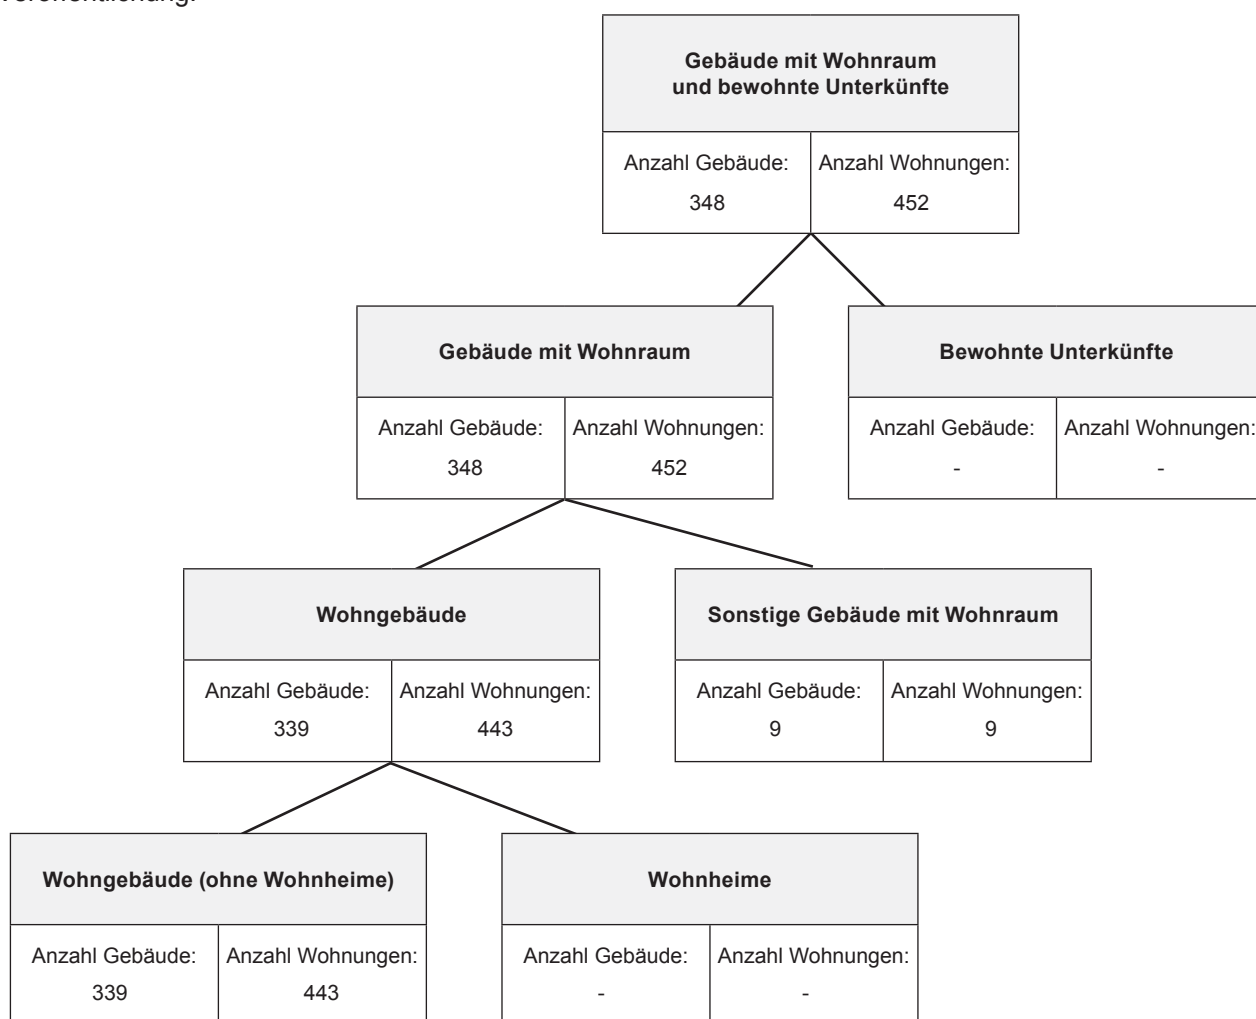 Veröffentlichung.
Gebäude mit Wohnraum
und bewohnte Unterkünfte
Anzahl Gebäude: Anzahl Wohnungen:
348 452
Gebäude mit Wohnraum
Anzahl Gebäude: Anzahl Wohnungen:
348 452
Bewohnte Unterkünfte
Anzahl Gebäude: Anzahl Wohnungen:
- -
Wohngebäude
Anzahl Gebäude: Anzahl Wohnungen:
339 443
Sonstige Gebäude mit Wohnraum
Anzahl Gebäude: Anzahl Wohnungen:
9 9
Wohngebäude (ohne Wohnheime)
Anzahl Gebäude: Anzahl Wohnungen:
339 443
Wohnheime
Anzahl Gebäude: Anzahl Wohnungen:
- -